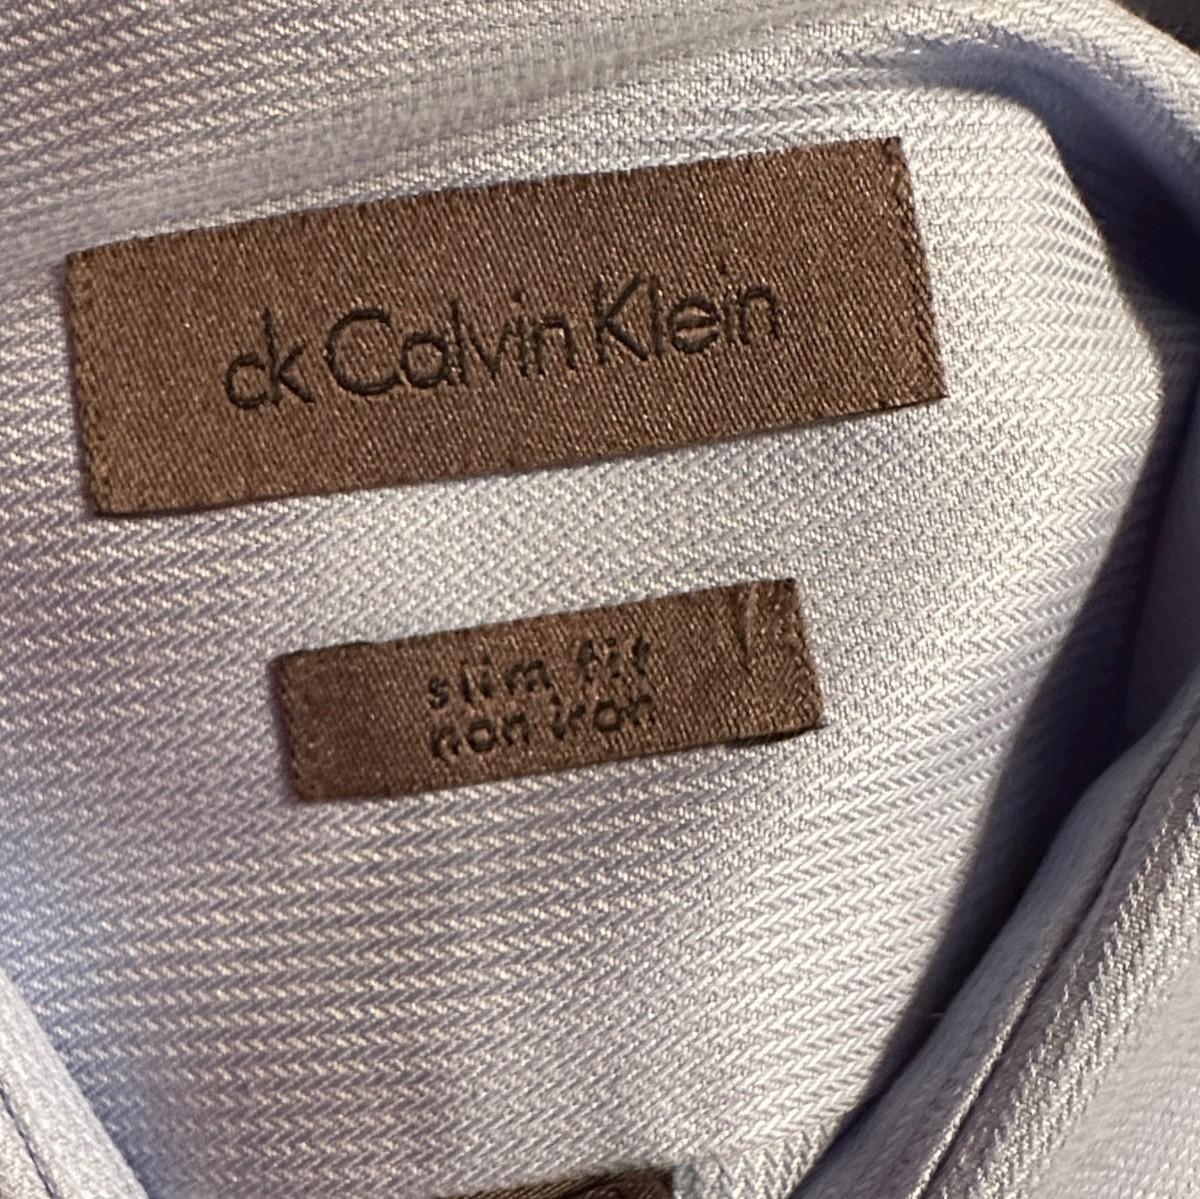 ck Calvin Klein
slim fit
non iron